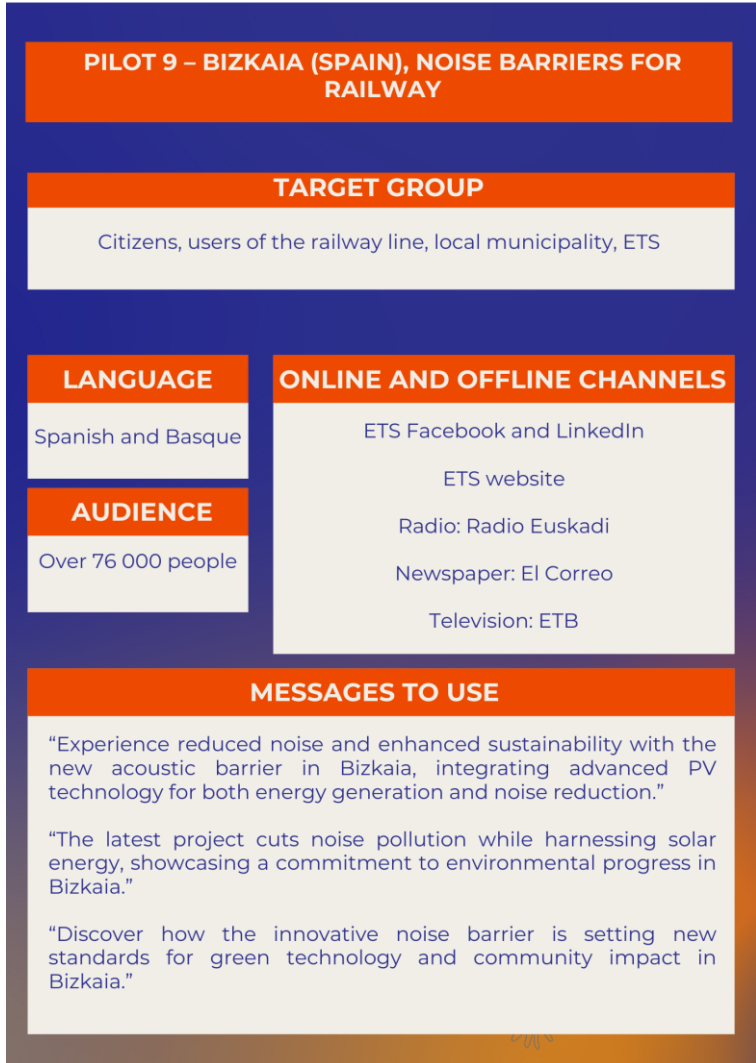 PILOT 9 – BIZKAIA (SPAIN), NOISE BARRIERS FOR
RAILWAY
TARGET GROUP
Citizens, users of the railway line, local municipality, ETS
LANGUAGE
Spanish and Basque
AUDIENCE
Over 76 000 people
ONLINE AND OFFLINE CHANNELS
ETS Facebook and LinkedIn
ETS website
Radio: Radio Euskadi
Newspaper: El Correo
Television: ETB
MESSAGES TO USE
“Experience reduced noise and enhanced sustainability with the
new acoustic barrier in Bizkaia, integrating advanced PV
technology for both energy generation and noise reduction.”
“The latest project cuts noise pollution while harnessing solar
energy, showcasing a commitment to environmental progress in
Bizkaia.”
“Discover how the innovative noise barrier is setting new
standards for green technology and community impact in
Bizkaia.”